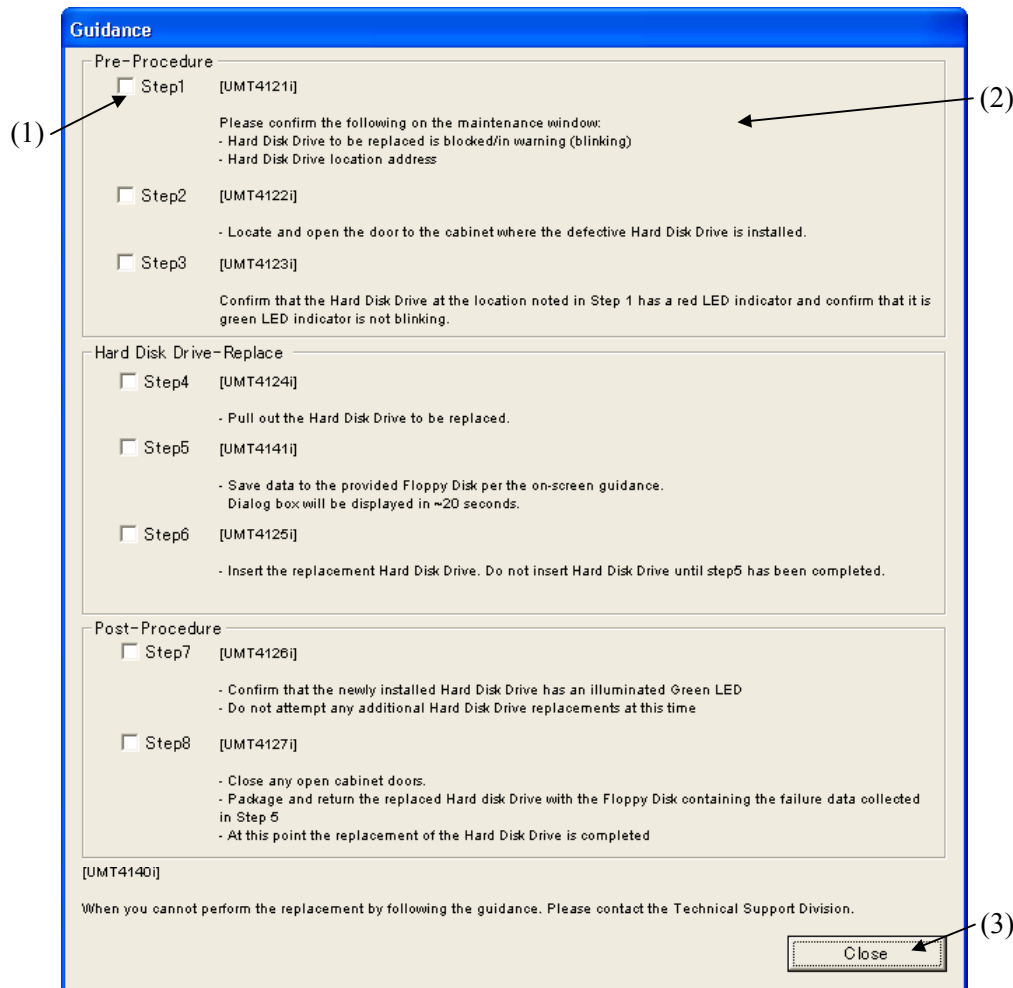 Guidance
Pre-Procedure
Step1 [UMT4121i]
(1)
(2)
Please confirm the following on the maintenance window:
- Hard Disk Drive to be replaced is blocked/in warning (blinking)
- Hard Disk Drive location address
Step2 [UMT4122i]
- Locate and open the door to the cabinet where the defective Hard Disk Drive is installed.
Step3 [UMT4123i]
Confirm that the Hard Disk Drive at the location noted in Step 1 has a red LED indicator and confirm that it is
green LED indicator is not blinking.
Hard Disk Drive-Replace
Step4 [UMT4124i]
- Pull out the Hard Disk Drive to be replaced.
Step5 [UMT4141i]
- Save data to the provided Floppy Disk per the on-screen guidance.
Dialog box will be displayed in ~20 seconds.
Step6 [UMT4125i]
- Insert the replacement Hard Disk Drive. Do not insert Hard Disk Drive until step5 has been completed.
Post-Procedure
Step7 [UMT4126i]
- Confirm that the newly installed Hard Disk Drive has an illuminated Green LED
- Do not attempt any additional Hard Disk Drive replacements at this time
Step8 [UMT4127i]
- Close any open cabinet doors.
- Package and return the replaced Hard disk Drive with the Floppy Disk containing the failure data collected
in Step 5
- At this point the replacement of the Hard Disk Drive is completed
[UMT4140i]
When you cannot perform the replacement by following the guidance. Please contact the Technical Support Division.
(3)
Close